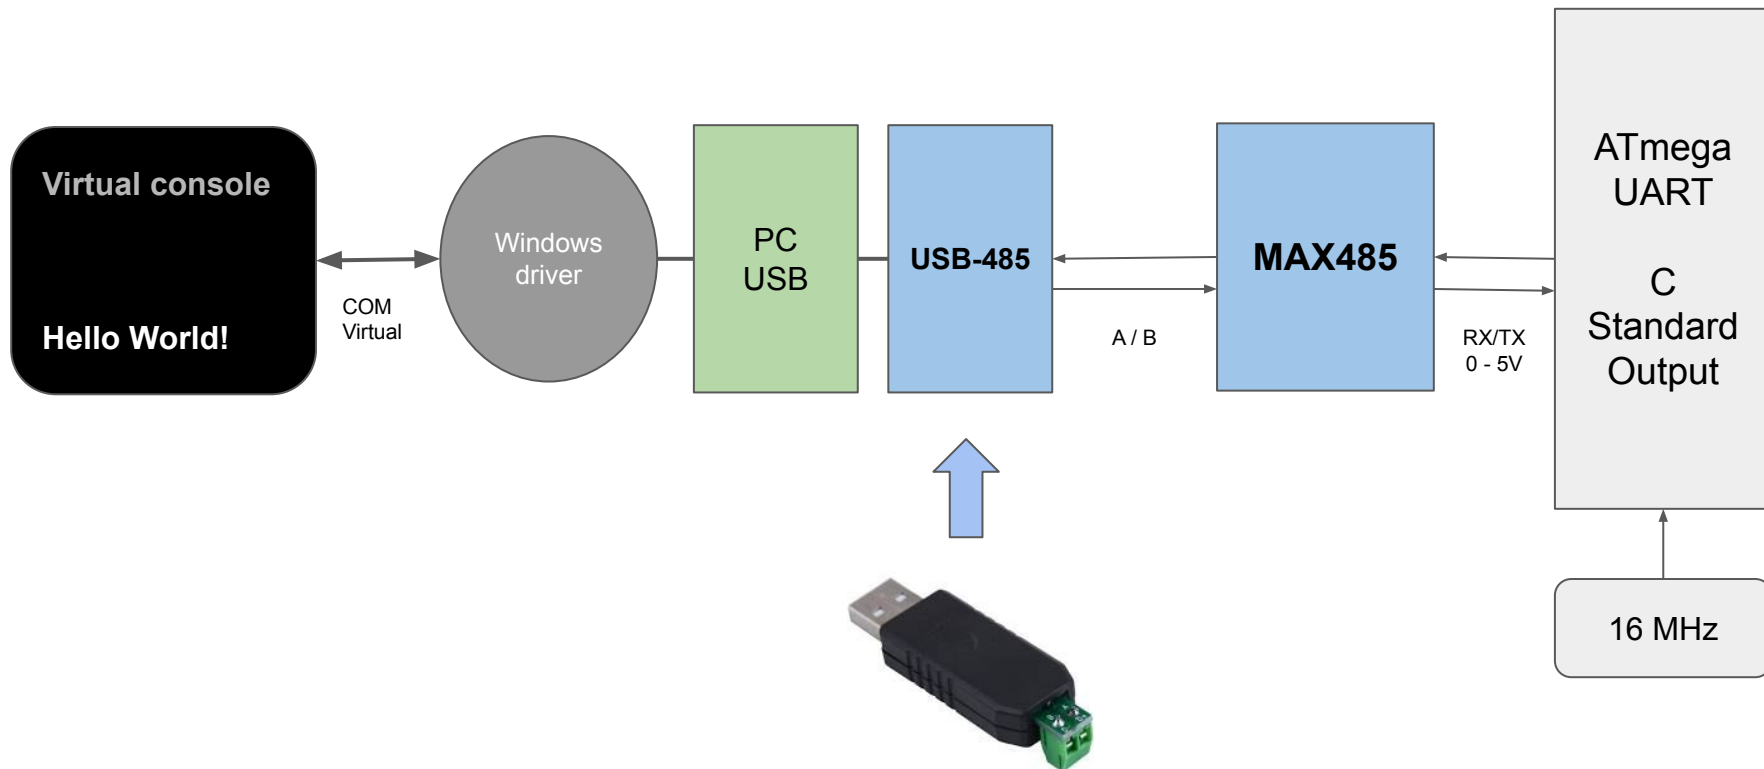 Virtual console
Hello World!
COM
Virtual
Windows
driver
PC
USB
USB-485
A / B
MAX485
RX/TX
0 - 5V
ATmega
UART
C
Standard
Output
16 MHz